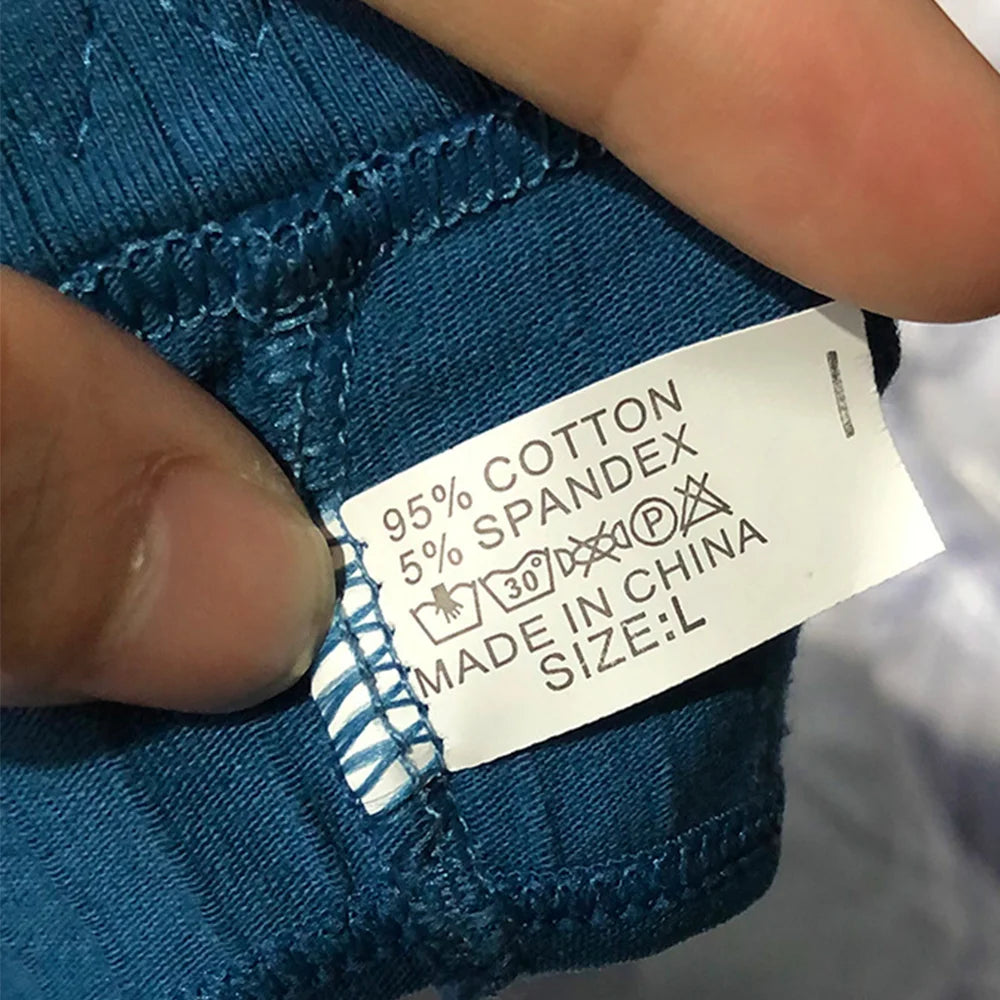 95% COTTON
5% SPANDEX
30° P
MADE IN CHINA
SIZE:L